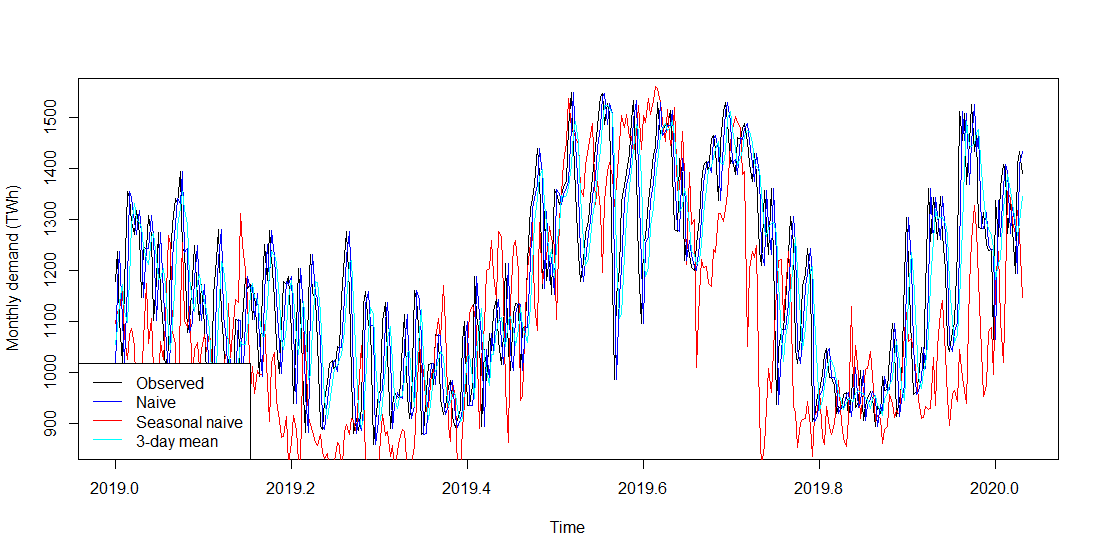 Monthly demand (TWh)
1500
1400
1300
1200
1100
1000
900
Observed
Naive
Seasonal naive
3-day mean
2019.0 2019.2 2019.4 2019.6 2019.8 2020.0
Time